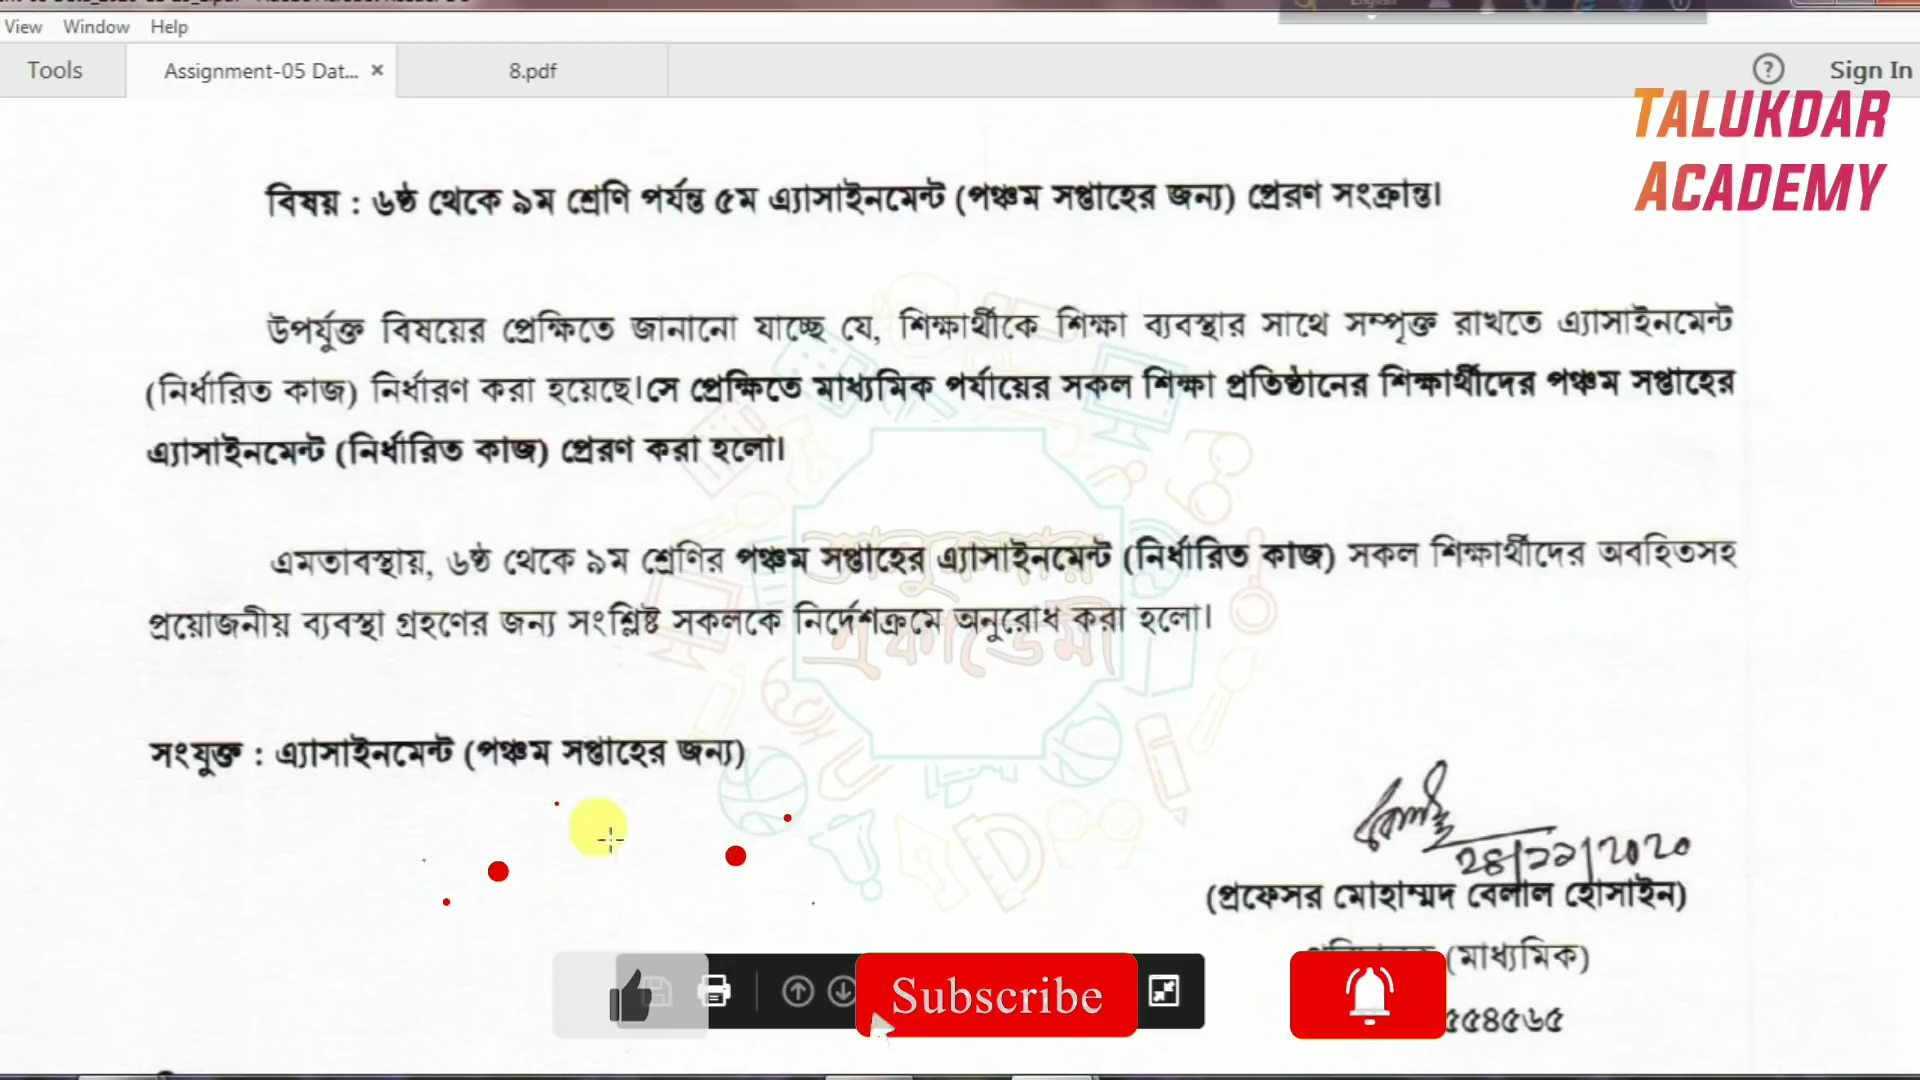 View Window Help
Tools Assignment-05 Dat... × 8.pdf ? Sign In
TALUKDAR
ACADEMY
বিষয় : ৬ষ্ঠ থেকে ৯ম শ্রেণি পর্যন্ত ৫ম এ্যাসাইনমেন্ট (পঞ্চম সপ্তাহের জন্য) প্রেরণ সংক্রান্ত।
উপর্যুক্ত বিষয়ের প্রেক্ষিতে জানানো যাচ্ছে যে, শিক্ষার্থীকে শিক্ষা ব্যবস্থার সাথে সম্পৃক্ত রাখতে এ্যাসাইনমেন্ট
(নির্ধারিত কাজ) নির্ধারণ করা হয়েছে।সে প্রেক্ষিতে মাধ্যমিক পর্যায়ের সকল শিক্ষা প্রতিষ্ঠানের শিক্ষার্থীদের পঞ্চম সপ্তাহের
এ্যাসাইনমেন্ট (নির্ধারিত কাজ) প্রেরণ করা হলো।
এমতাবস্থায়, ৬ষ্ঠ থেকে ৯ম শ্রেণির পঞ্চম সপ্তাহের এ্যাসাইনমেন্ট (নির্ধারিত কাজ) সকল শিক্ষার্থীদের অবহিতসহ
প্রয়োজনীয় ব্যবস্থা গ্রহণের জন্য সংশ্লিষ্ট সকলকে নির্দেশক্রমে অনুরোধ করা হলো।
তালুকদার
একাডেমী
সংযুক্ত : এ্যাসাইনমেন্ট (পঞ্চম সপ্তাহের জন্য)
(প্রফেসর মোহাম্মদ বেলাল হোসাইন)
(মাধ্যমিক)
৫৫৪৫৬৫
Subscribe